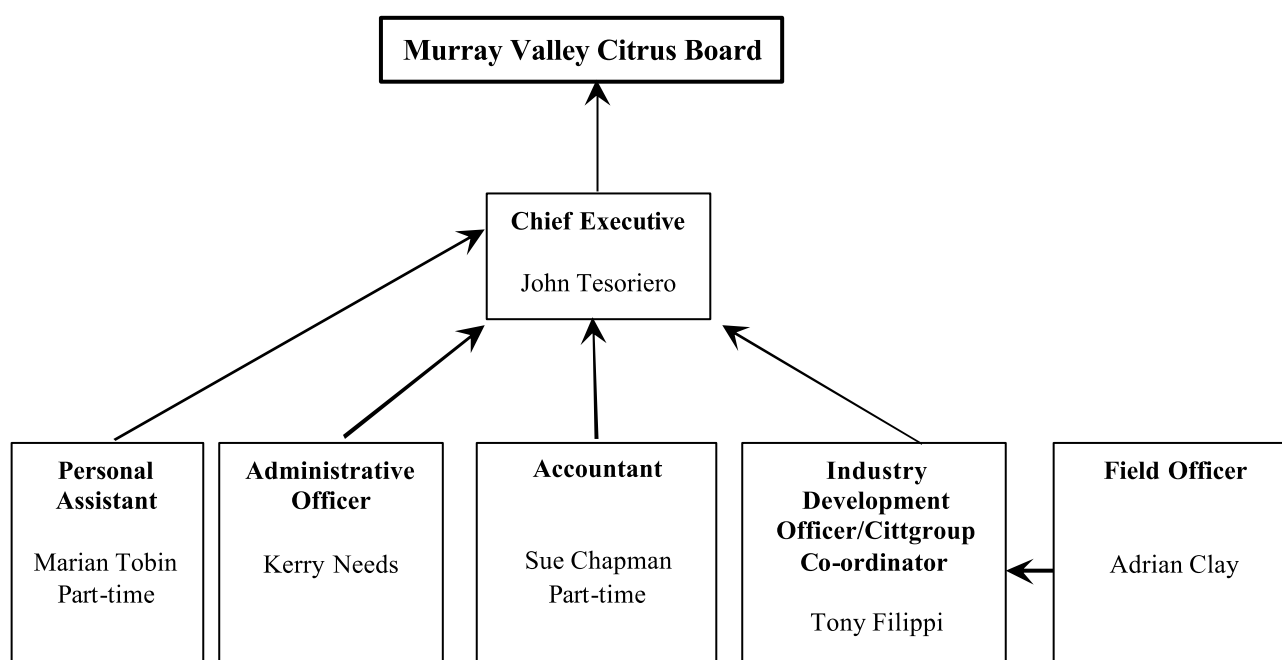 Murray Valley Citrus Board
Chief Executive
John Tesoriero
Personal
Assistant
Marian Tobin
Part-time
Administrative
Officer
Kerry Needs
Accountant
Sue Chapman
Part-time
Industry
Development
Officer/Cittgroup
Co-ordinator
Tony Filippi
Field Officer
Adrian Clay